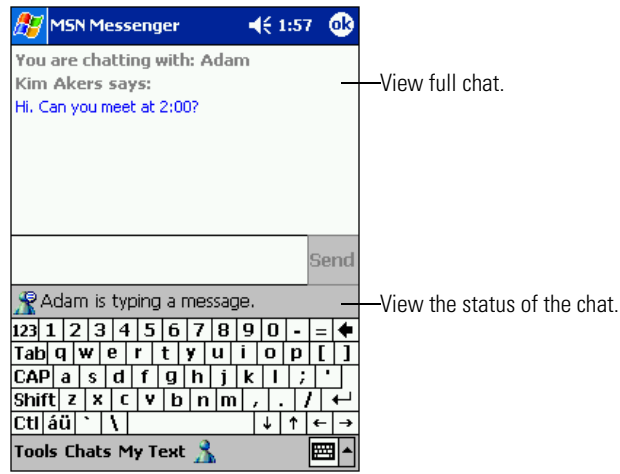 MSN Messenger 1:57 ok
You are chatting with: Adam
Kim Akers says:
Hi. Can you meet at 2:00?
View full chat.
Send
Adam is typing a message.
View the status of the chat.
123 1 2 3 4 5 6 7 8 9 0 - =
Tab q w e r t y u i o p [ ]
CAP a s d f g h j k l ; '
Shift z x c v b n m , . /
Ctl áü ` \ ↓ ↑ ← →
Tools Chats My Text